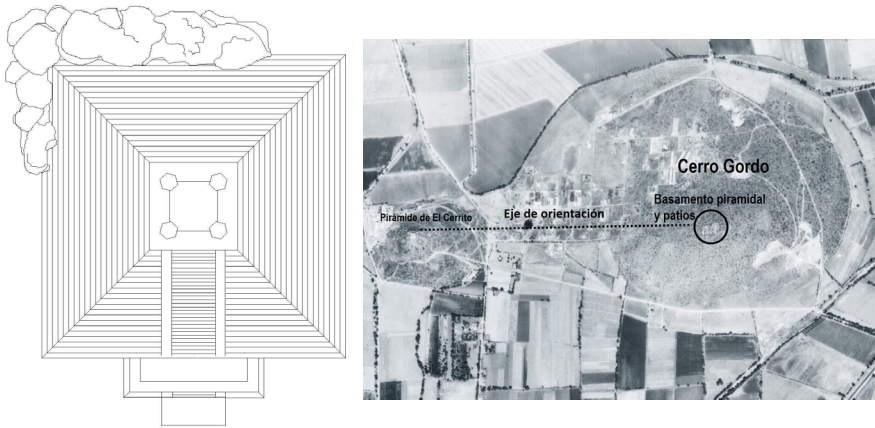 Cerro Gordo
Basamento piramidal
y patios
Pirámide de El Cerrito
Eje de orientación